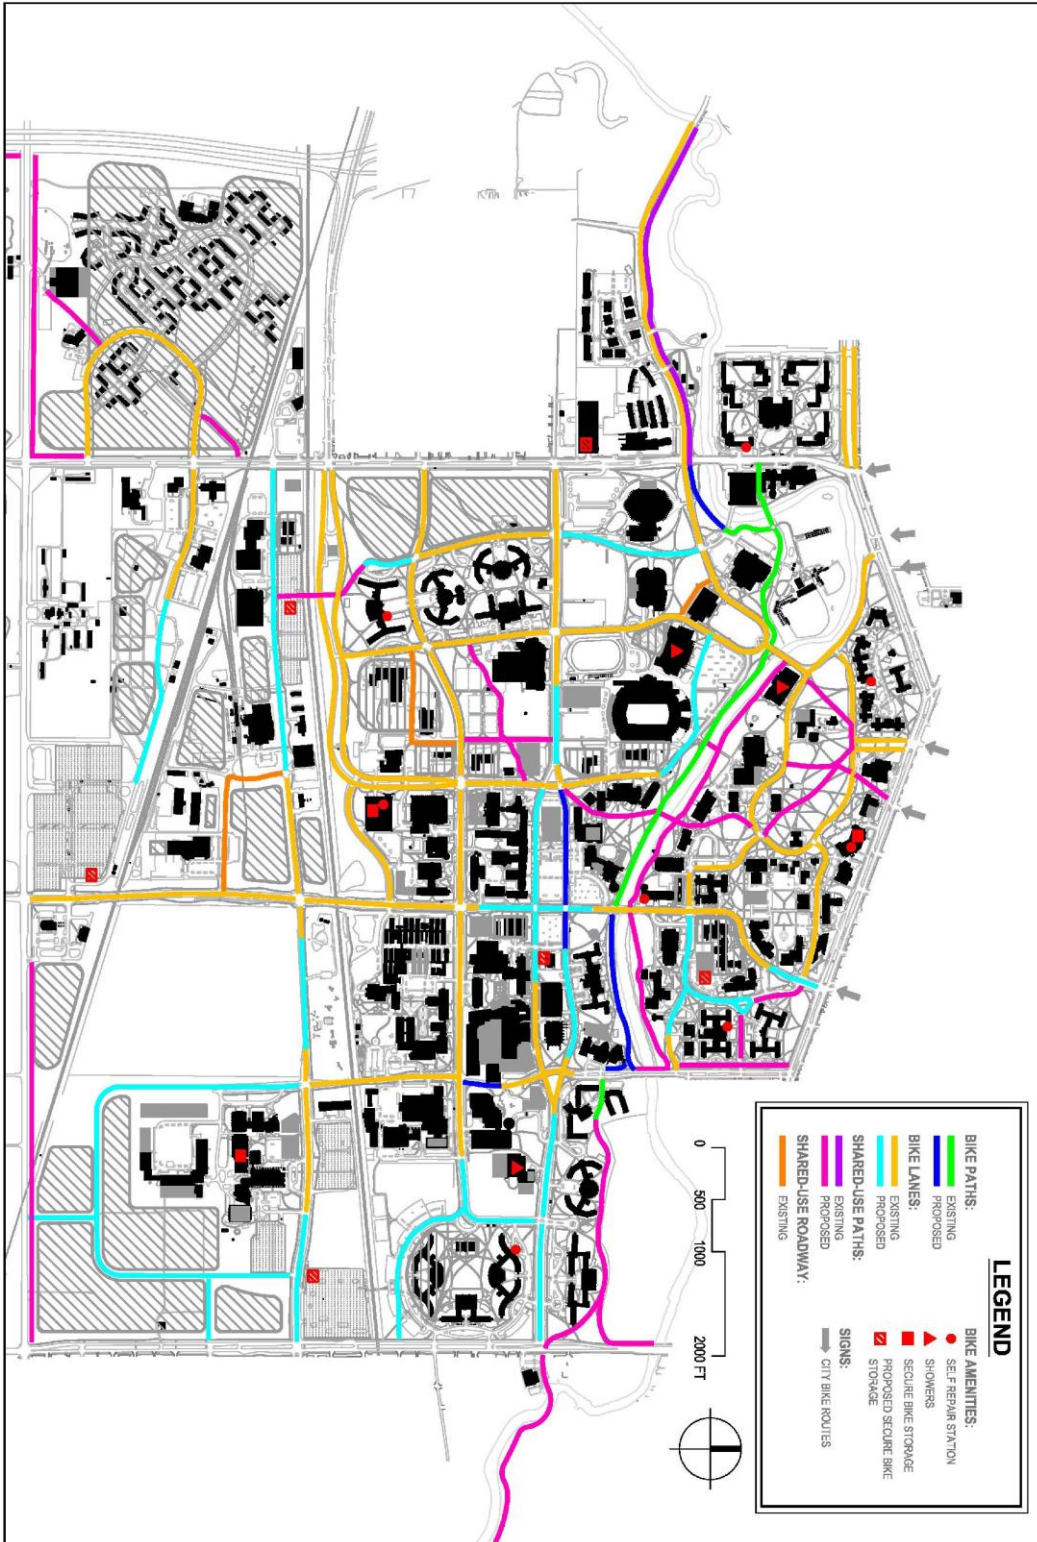 LEGEND
BIKE PATHS:
EXISTING
PROPOSED
BIKE LANES:
EXISTING
PROPOSED
SHARED-USE PATHS:
EXISTING
PROPOSED
SHARED-USE ROADWAY:
EXISTING
BIKE AMENITIES:
SELF REPAIR STATION
SHOWERS
SECURE BIKE STORAGE
PROPOSED SECURE BIKE
STORAGE
SIGNS:
CITY BIKE ROUTES
0 500 1000 2000 FT